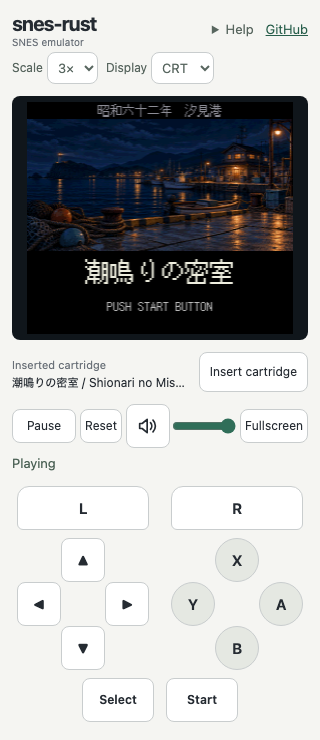 snes-rust
SNES emulator
▶ Help GitHub
Scale 3× Display CRT
昭和六十二年 汐見港
潮鳴りの密室
PUSH START BUTTON
Inserted cartridge
潮鳴りの密室 / Shionari no Mis...
Insert cartridge
Pause Reset Fullscreen
Playing
L R
X
Y A
B
Select Start